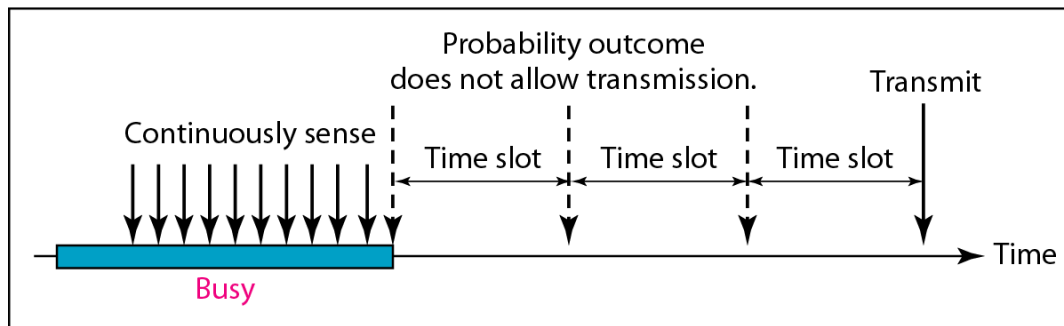 Probability outcome
does not allow transmission.
Transmit
Continuously sense
Time slot
Time slot
Time slot
Time
Busy